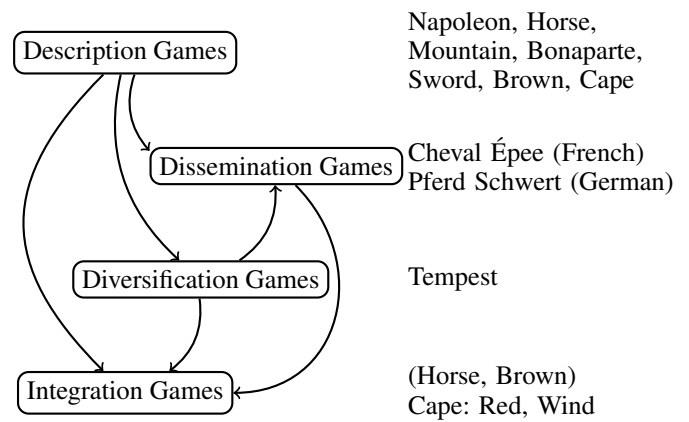 Description Games
Napoleon, Horse,
Mountain, Bonaparte,
Sword, Brown, Cape
Dissemination Games
Cheval Épee (French)
Pferd Schwert (German)
Diversification Games
Tempest
Integration Games
(Horse, Brown)
Cape: Red, Wind